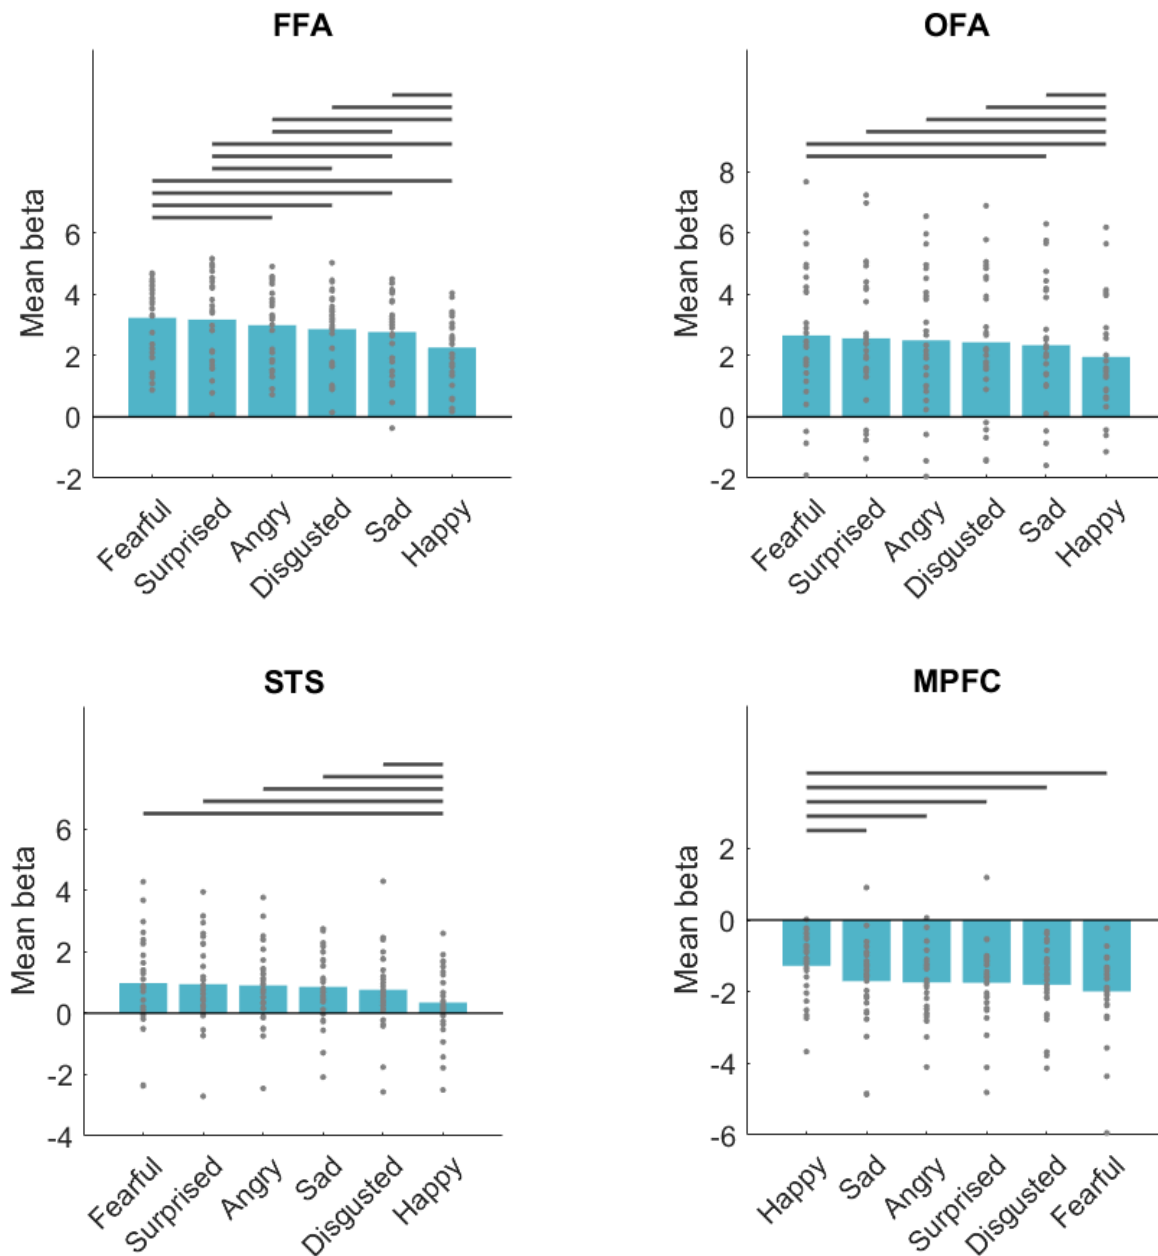 FFA
Mean beta
6
4
2
0
-2
Fearful
Surprised
Angry
Disgusted
Sad
Happy
OFA
Mean beta
8
6
4
2
0
-2
Fearful
Surprised
Angry
Disgusted
Sad
Happy
STS
Mean beta
6
4
2
0
-2
-4
Fearful
Surprised
Angry
Sad
Disgusted
Happy
MPFC
Mean beta
2
0
-2
-4
-6
Happy
Sad
Angry
Surprised
Disgusted
Fearful